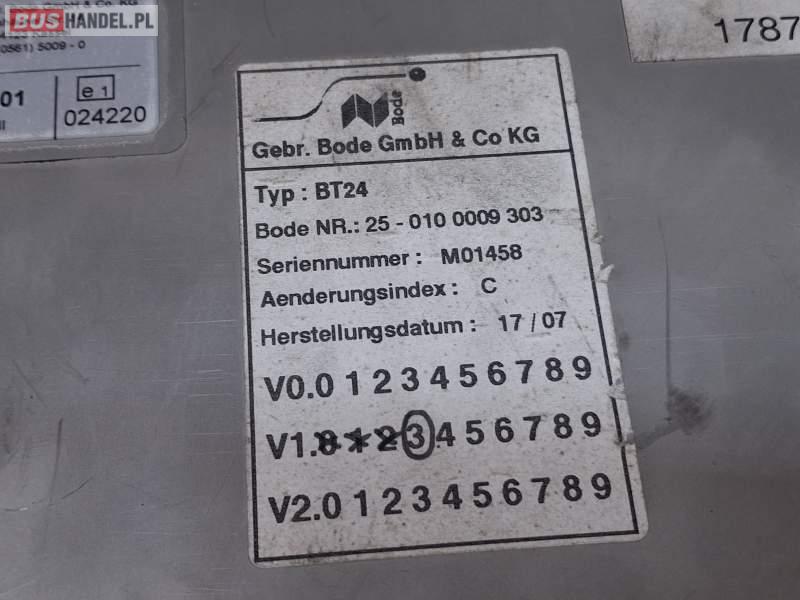 BUSHANDEL.PL
0561) 5009 - 0
01
e 1
024220
1787
Bode
Gebr. Bode GmbH & Co KG
Typ : BT24
Bode NR.: 25 - 010 0009 303
Seriennummer : M01458
Aenderungsindex : C
Herstellungsdatum : 17 / 07
V0.0 1 2 3 4 5 6 7 8 9
V1.0 1 2 3 4 5 6 7 8 9
V2.0 1 2 3 4 5 6 7 8 9